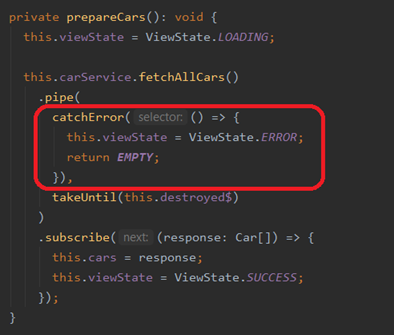 private prepareCars(): void {
this.viewState = ViewState.LOADING;
this.carService.fetchAllCars()
.pipe(
catchError( selector: () => {
this.viewState = ViewState.ERROR;
return EMPTY;
}),
takeUntil(this.destroyed$)
)
.subscribe( next: (response: Car[]) => {
this.cars = response;
this.viewState = ViewState.SUCCESS;
});
}